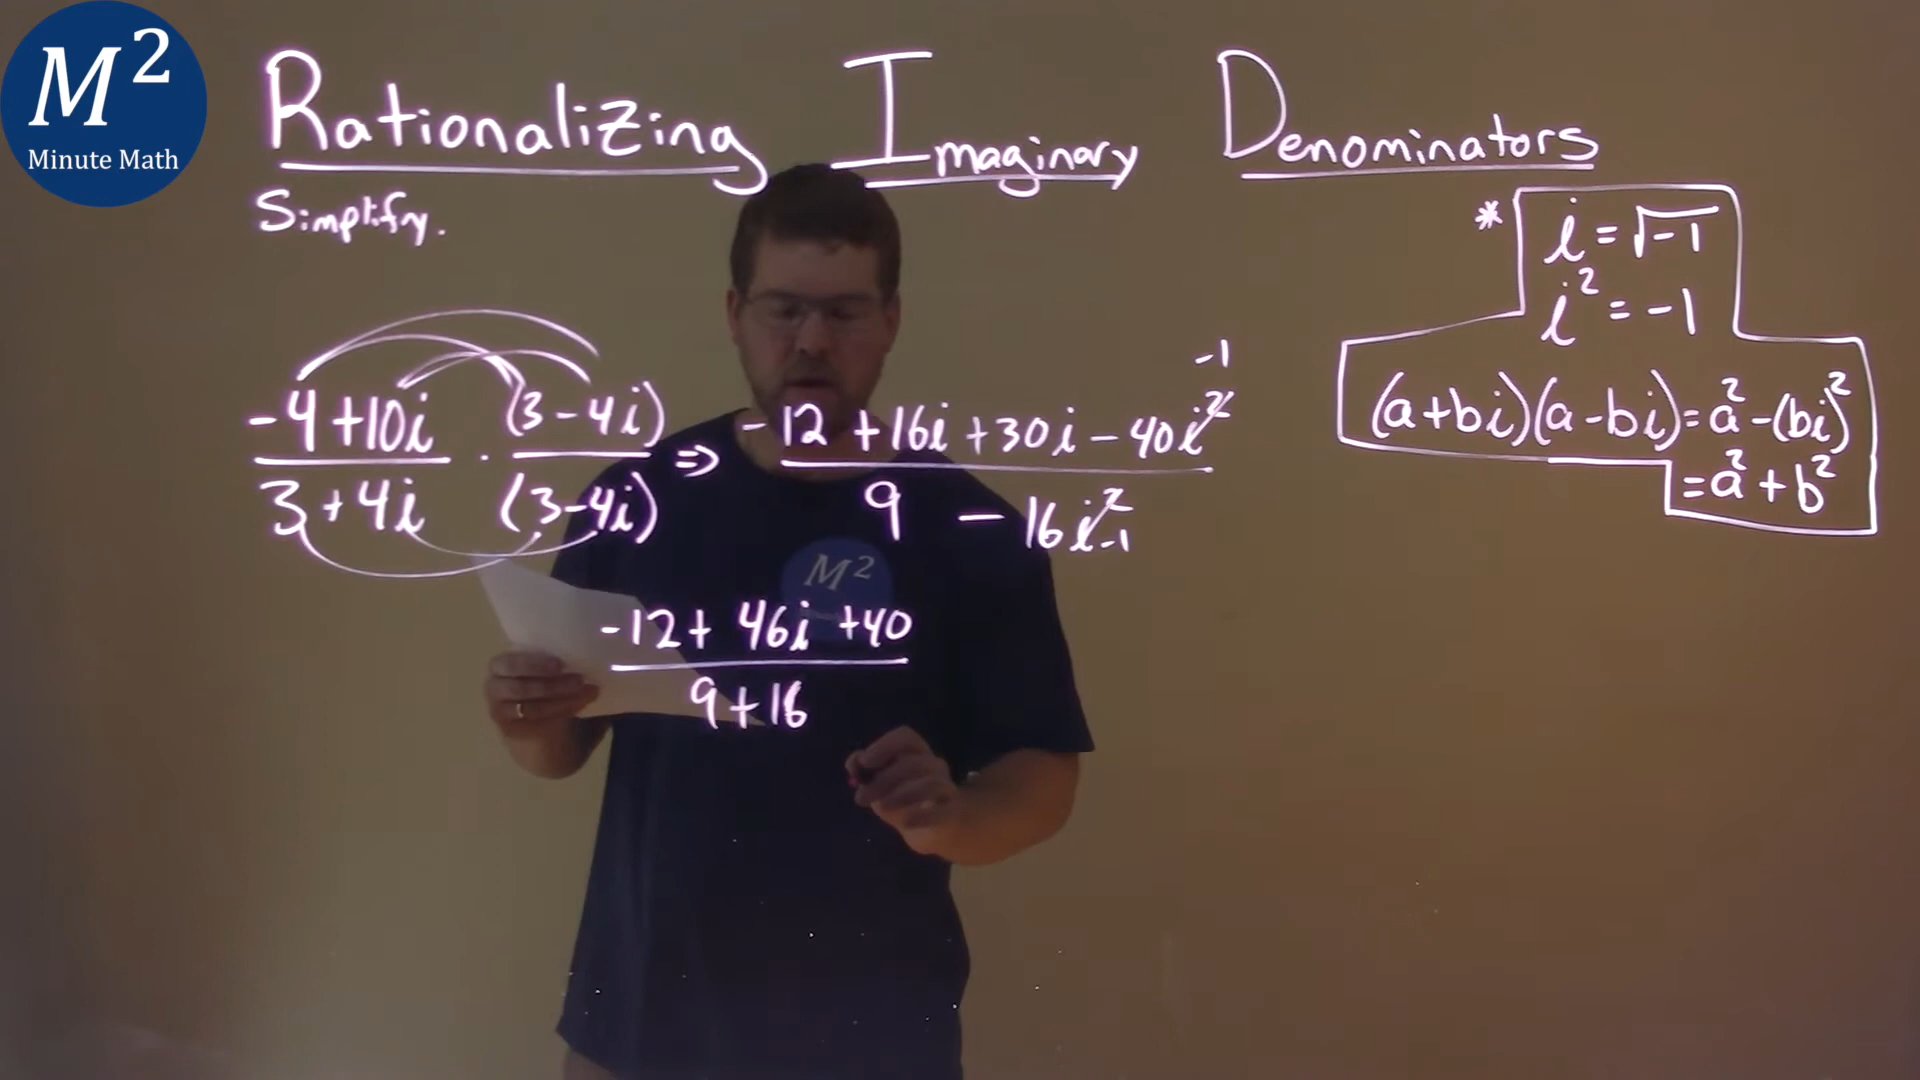 M²
Minute Math
Rationalizing Imaginary Denominators
Simplify.
* i = √-1
i² = -1
(a+bi)(a-bi) = a² - (bi)²
= a² + b²
-4+10i / 3+4i · (3-4i) / (3-4i) ⇒ -12 +16i +30i - 40i² / 9 - 16i²
-1
-1
M²
-12 + 46i +40 / 9+16